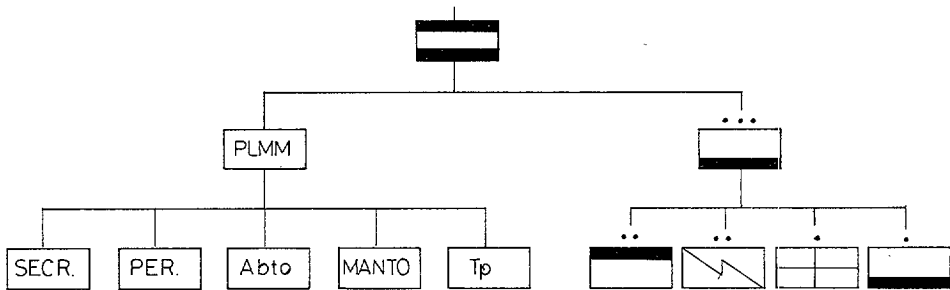 PLMM
SECR.
PER.
Abto
MANTO
Tp